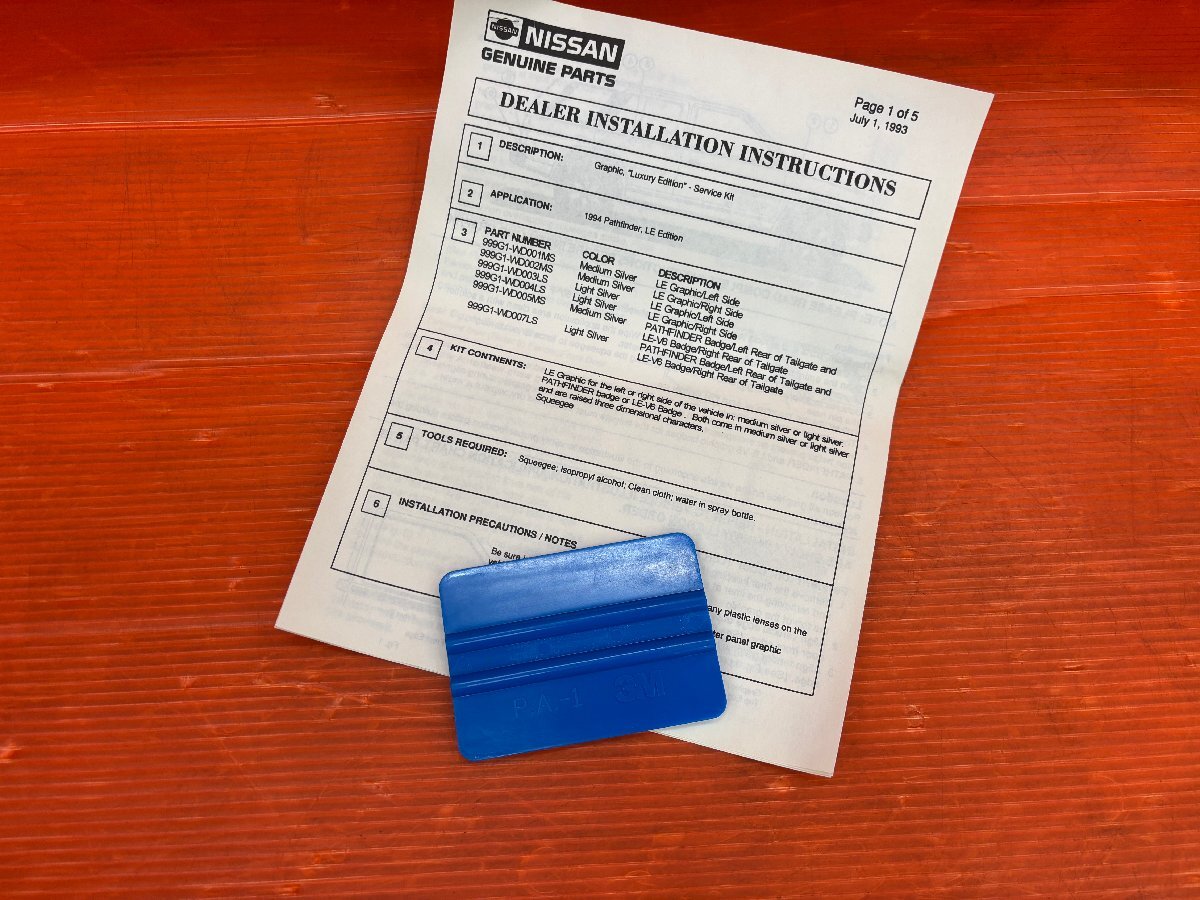 NISSAN NISSAN
GENUINE PARTS
Page 1 of 5
July 1, 1993
DEALER INSTALLATION INSTRUCTIONS
1 DESCRIPTION: Graphic, "Luxury Edition" - Service Kit
2 APPLICATION: 1994 Pathfinder, LE Edition
3 PART NUMBER COLOR DESCRIPTION
999G1-WD001MS Medium Silver LE Graphic/Left Side
999G1-WD002MS Medium Silver LE Graphic/Right Side
999G1-WD003LS Light Silver LE Graphic/Left Side
999G1-WD004LS Light Silver LE Graphic/Right Side
999G1-WD005MS Medium Silver PATHFINDER Badge/Left Rear of Tailgate and
LE-V6 Badge/Right Rear of Tailgate
999G1-WD007LS Light Silver PATHFINDER Badge/Left Rear of Tailgate and
LE-V6 Badge/Right Rear of Tailgate
4 KIT CONTNENTS: LE Graphic for the left or right side of the vehicle in: medium silver or light silver.
PATHFINDER badge or LE-V6 Badge. Both come in medium silver or light silver
and are raised three dimensional characters.
Squeegee
5 TOOLS REQUIRED: Squeegee; isopropyl alcohol; Clean cloth; water in spray bottle.
6 INSTALLATION PRECAUTIONS / NOTES
Be sure
any plastic lenses on the
panel graphic
P.A.-1 3M